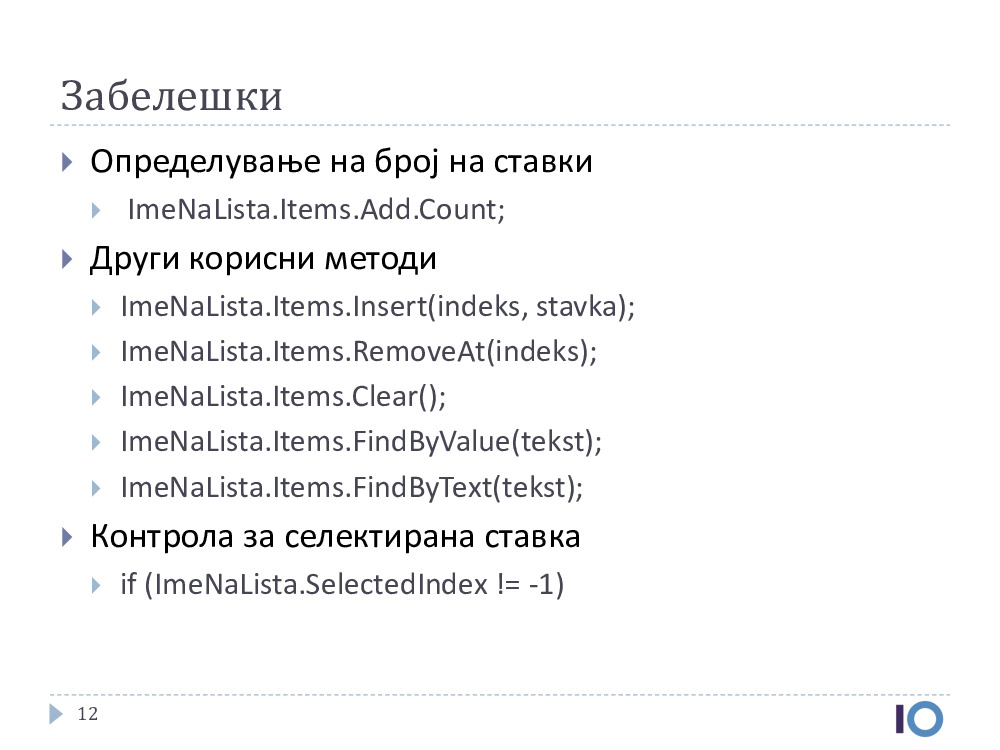 Забелешки
Определување на број на ставки
ImeNaLista.Items.Add.Count;
Други корисни методи
ImeNaLista.Items.Insert(indeks, stavka);
ImeNaLista.Items.RemoveAt(indeks);
ImeNaLista.Items.Clear();
ImeNaLista.Items.FindByValue(tekst);
ImeNaLista.Items.FindByText(tekst);
Контрола за селектирана ставка
if (ImeNaLista.SelectedIndex != -1)
12